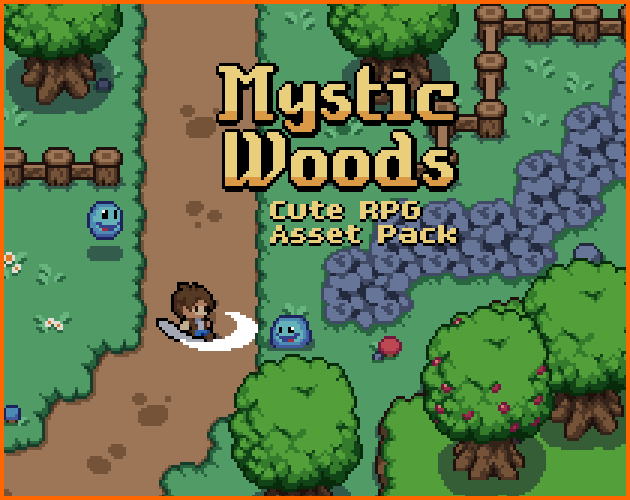 Mystic
Woods
Cute RPG
Asset Pack